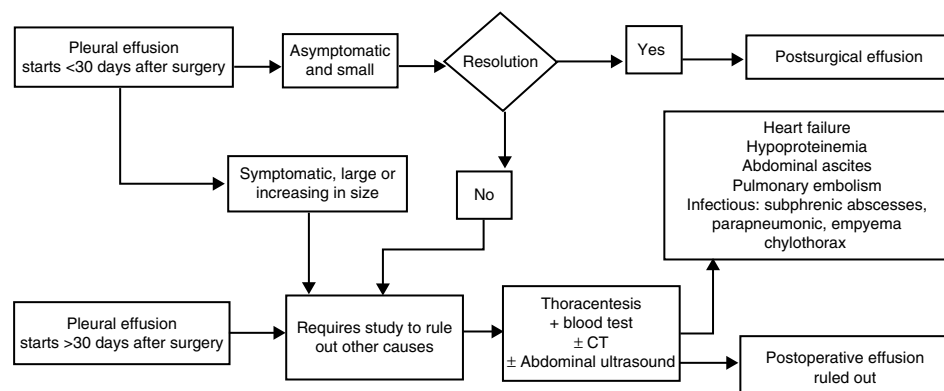 Pleural effusion
starts <30 days after surgery
Asymptomatic
and small
Resolution
Yes
Postsurgical effusion
Symptomatic, large or
increasing in size
No
Heart failure
Hypoproteinemia
Abdominal ascites
Pulmonary embolism
Infectious: subphrenic abscesses,
parapneumonic, empyema
chylothorax
Pleural effusion
starts >30 days after surgery
Requires study to rule
out other causes
Thoracentesis
+ blood test
± CT
± Abdominal ultrasound
Postoperative effusion
ruled out